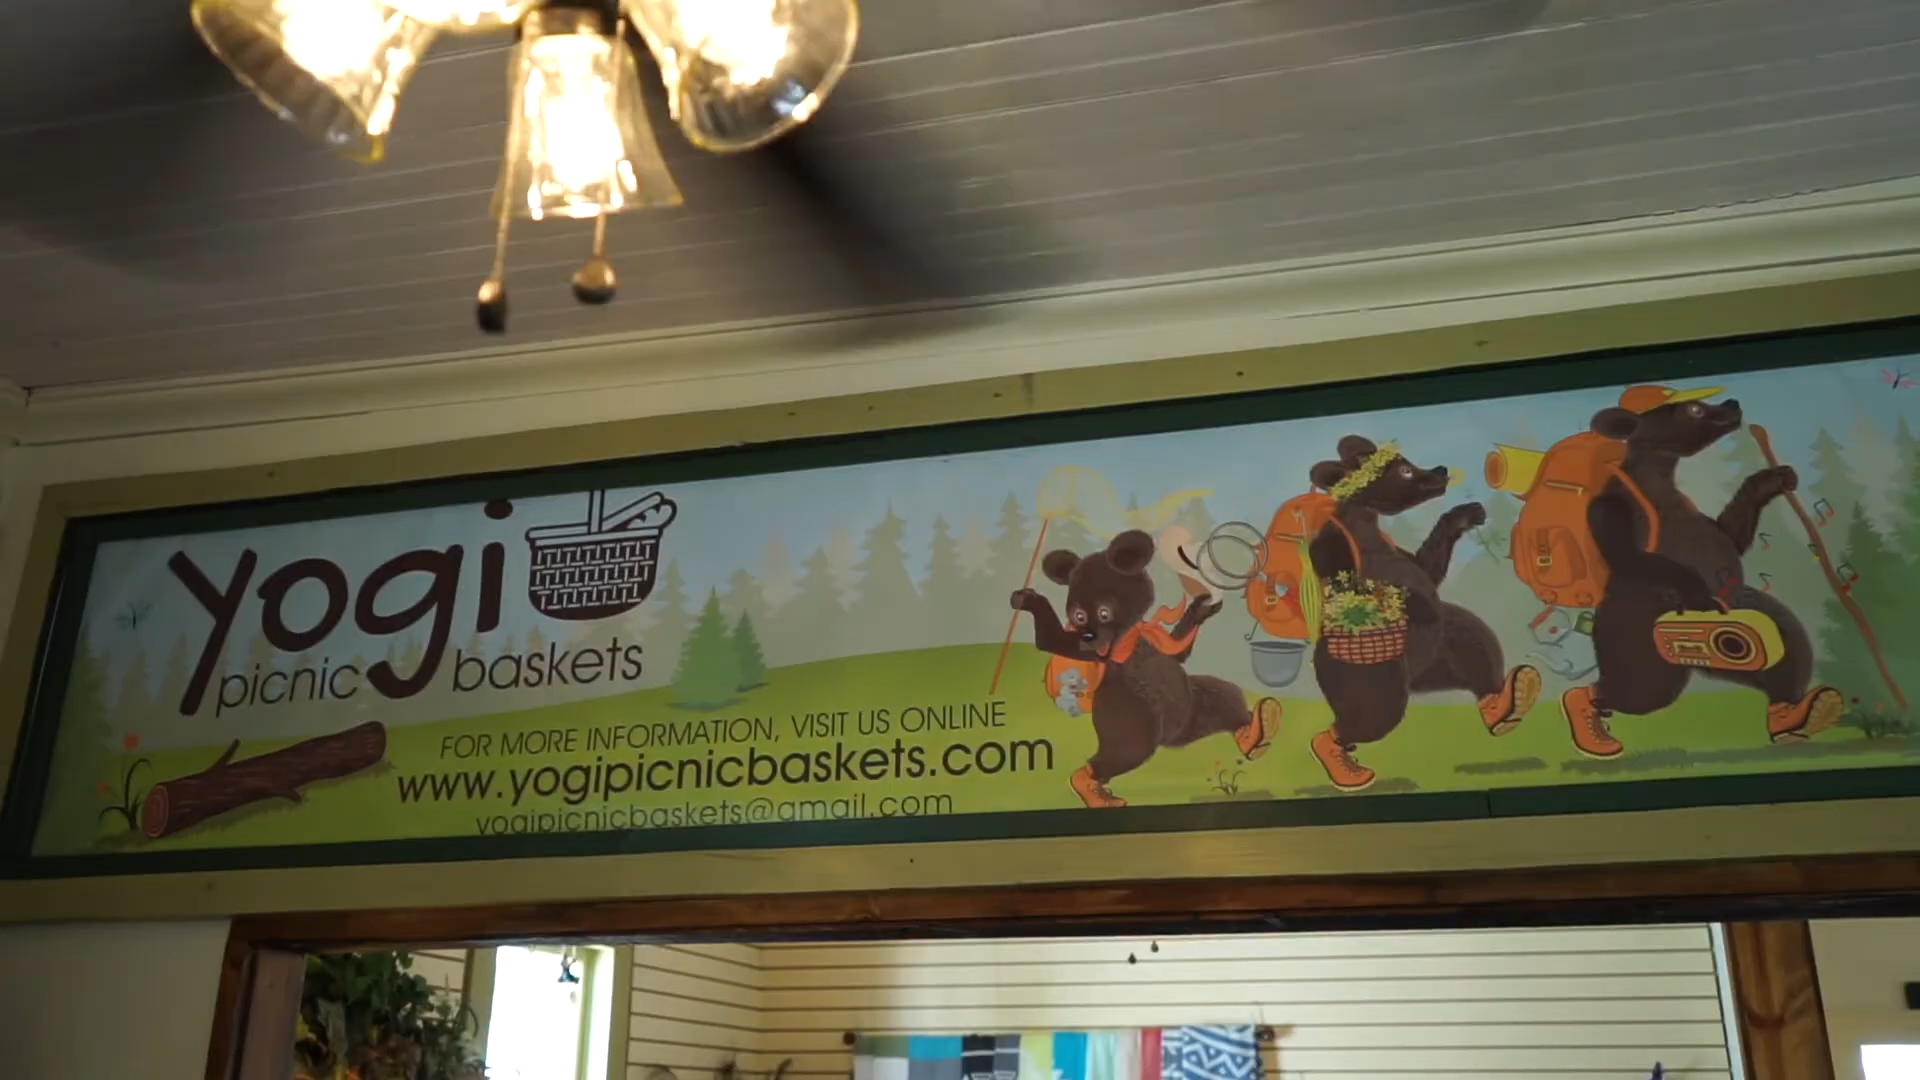 yogi
picnic baskets
FOR MORE INFORMATION, VISIT US ONLINE
www.yogipicnicbaskets.com
yogipicnicbaskets@gmail.com